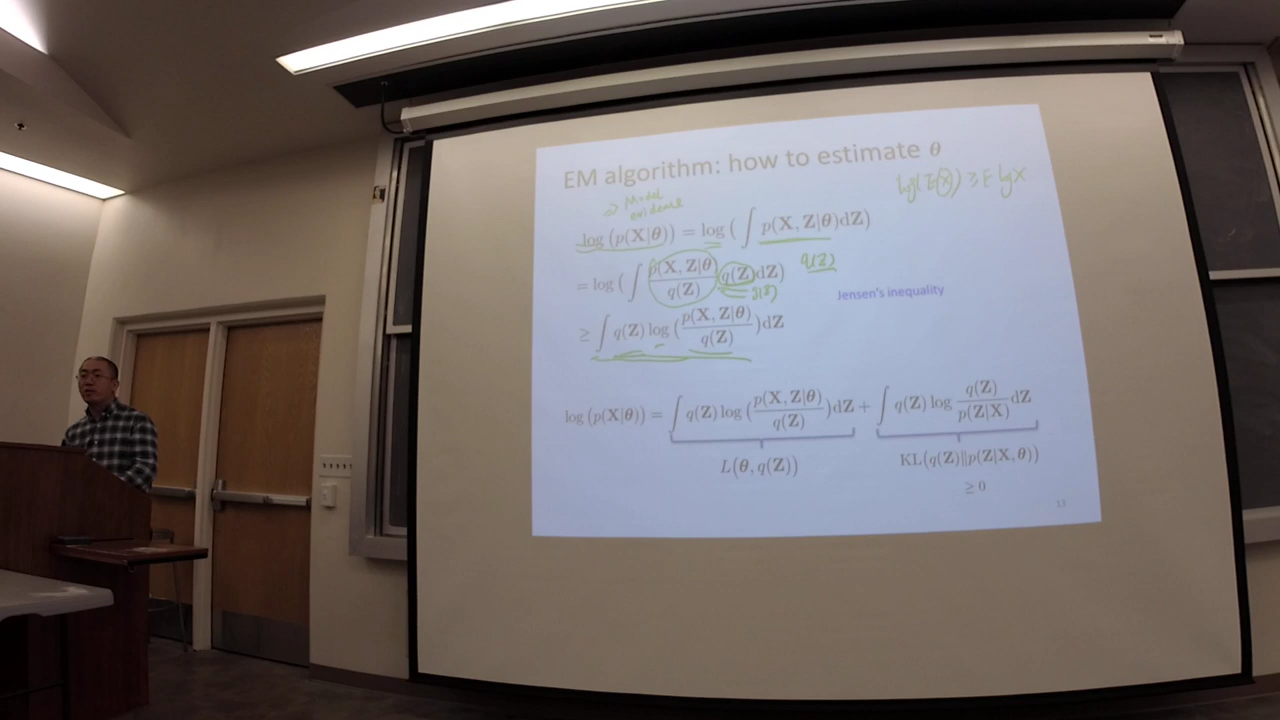 EM algorithm: how to estimate θ
log(E(X)) ≥ E log X
Model
evidence
log (p(X|θ)) = log ( ∫ p(X, Z|θ)dZ)
= log ( ∫ p(X, Z|θ) / q(Z) q(Z)dZ)
q(Z)
Jensen's inequality
≥ ∫ q(Z) log ( p(X, Z|θ) / q(Z) )dZ
log (p(X|θ)) = ∫ q(Z) log ( p(X, Z|θ) / q(Z) )dZ + ∫ q(Z) log q(Z) / p(Z|X) dZ
L(θ, q(Z)) KL(q(Z)||p(Z|X, θ))
≥ 0
13